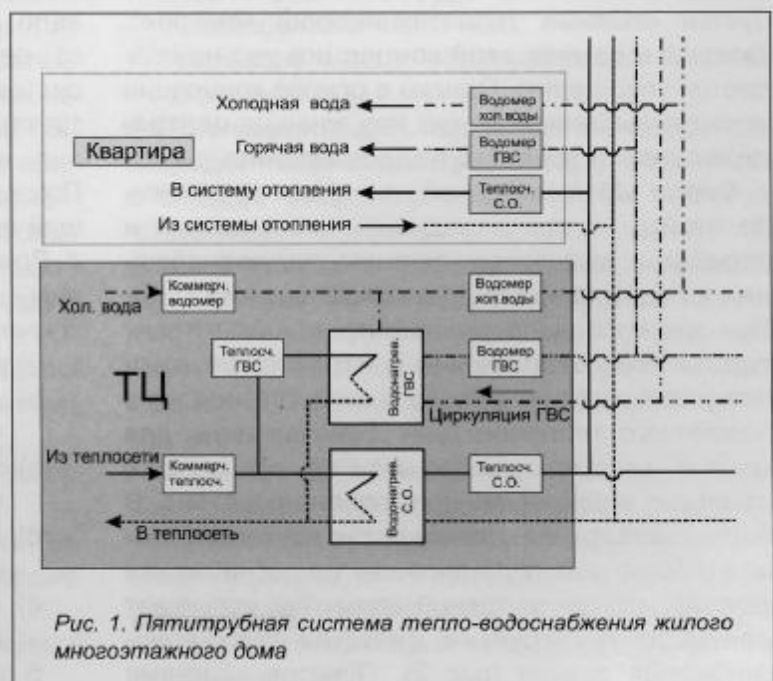 Холодная вода
Водомер
хол.воды
Горячая вода
Водомер
ГВС
Квартира
В систему отопления
Теплосч.
С.О.
Из системы отопления
Хол. вода
Коммерч.
водомер
Водомер
хол.воды
Теплосч.
ГВС
Водонагрев.
ГВС
Водомер
ГВС
ТЦ
Циркуляция ГВС
Из теплосети
Коммерч.
теплосч.
Водонагрев.
С.О.
Теплосч.
С.О.
В теплосеть
Рис. 1. Пятитрубная система тепло-водоснабжения жилого
многоэтажного дома